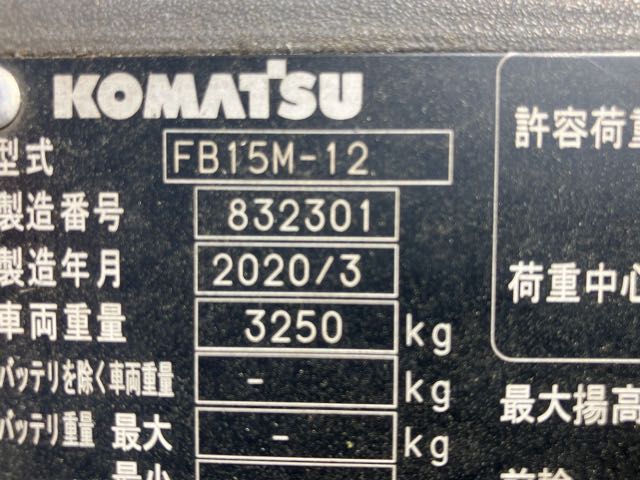 KOMATSU
型式 FB15M-12
製造番号 832301
製造年月 2020/3
車両重量 3250 kg
バッテリを除く車両重量 - kg
バッテリ重量 最大 - kg
最小
許容荷重
荷重中心
最大揚高